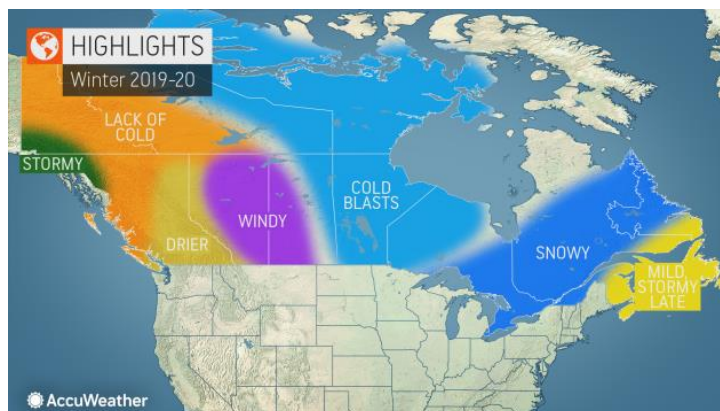 HIGHLIGHTS
Winter 2019-20
LACK OF
COLD
STORMY
DRIER
WINDY
COLD
BLASTS
SNOWY
MILD,
STORMY
LATE
AccuWeather